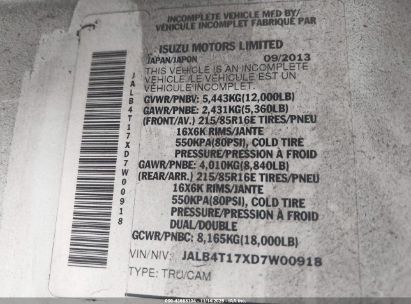 INCOMPLETE VEHICLE MFD BY/
VEHICULE INCOMPLET FABRIQUÉ PAR
ISUZU MOTORS LIMITED
JAPAN/JAPON 09/2013
THIS VEHICLE IS AN INCOMPLETE
VEHICLE/LE VÉHICULE EST UN
VÉHICULE INCOMPLET.
GVWR/PNBV: 5,443KG(12,000LB)
GAWR/PNBE: 2,431KG(5,360LB)
(FRONT/AV.) 215/85R16E TIRES/PNEU
16X6K RIMS/JANTE
550KPA(80PSI), COLD TIRE
PRESSURE/PRESSION À FROID
GAWR/PNBE: 4,010KG(8,840LB)
(REAR/ARR.) 215/85R16E TIRES/PNEU
16X6K RIMS/JANTE
550KPA(80PSI), COLD TIRE
PRESSURE/PRESSION À FROID
DUAL/DOUBLE
GCWR/PNBC: 8,165KG(18,000LB)
VIN/NIV: JALB4T17XD7W00918
TYPE: TRU/CAM
JALB4T17XD7W00918